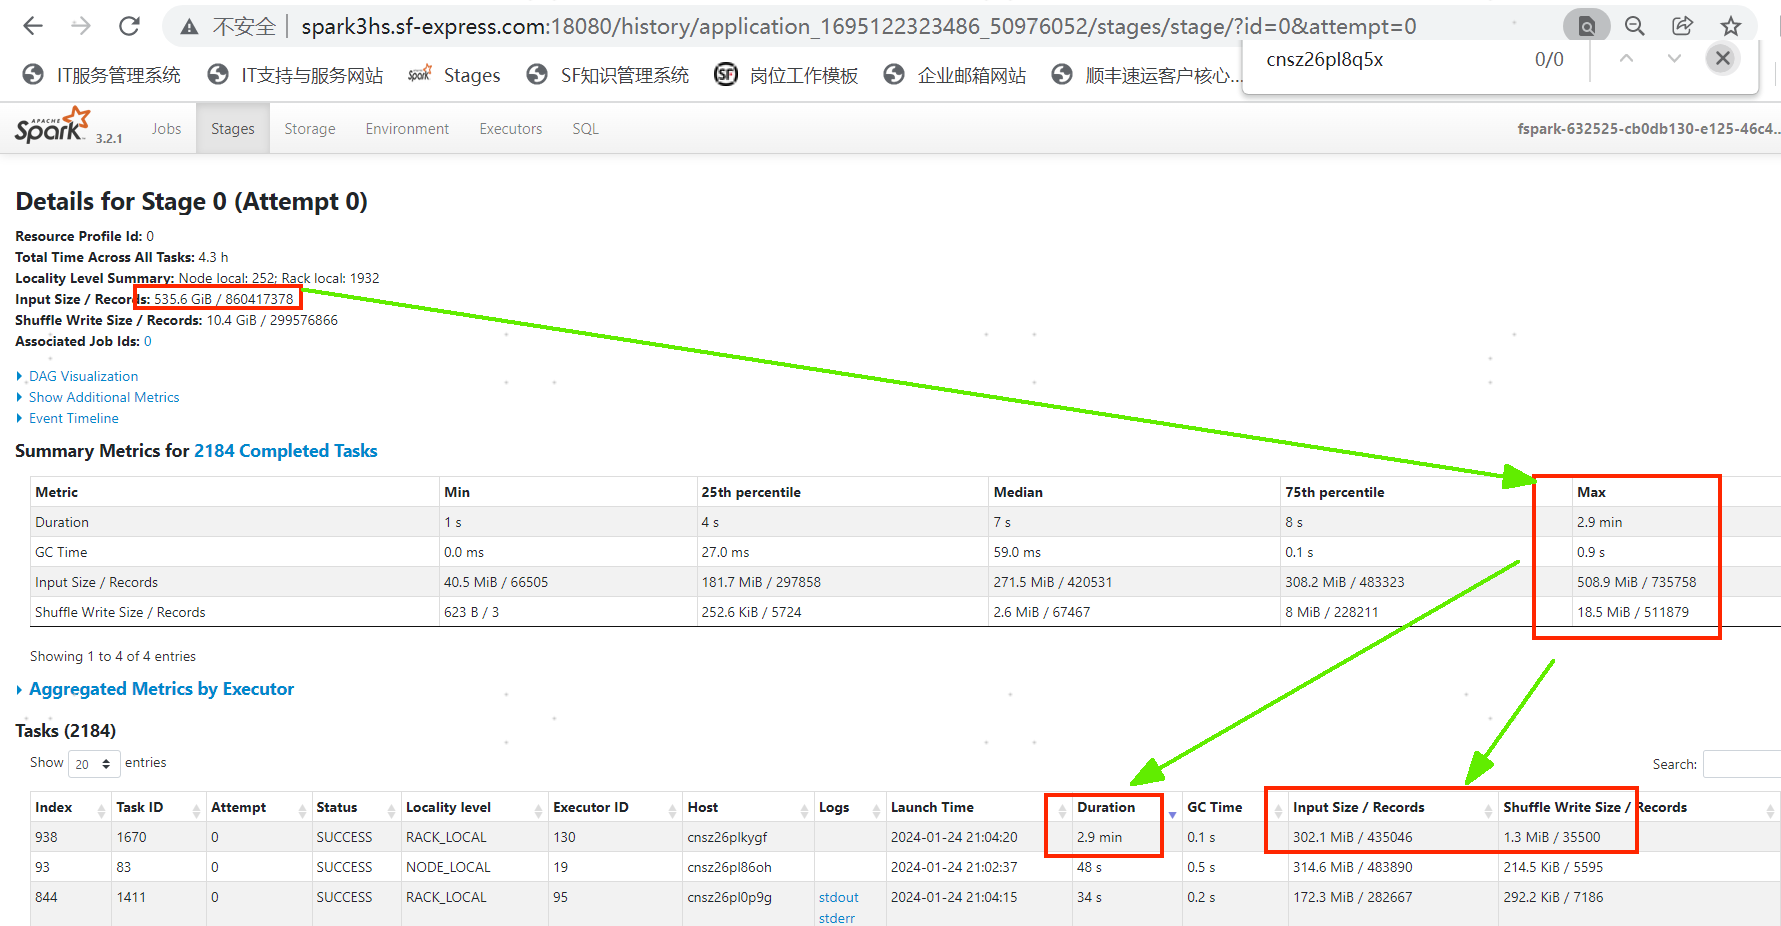 不安全 spark3hs.sf-express.com:18080/history/application_1695122323486_50976052/stages/stage/?id=0&attempt=0
IT服务管理系统 IT支持与服务网站 Stages SF知识管理系统 岗位工作模板 企业邮箱网站 顺丰速运客户核心...
cnsz26pl8q5x 0/0
APACHE Spark 3.2.1 Jobs Stages Storage Environment Executors SQL fspark-632525-cb0db130-e125-46c4...
Details for Stage 0 (Attempt 0)
Resource Profile Id: 0
Total Time Across All Tasks: 4.3 h
Locality Level Summary: Node local: 252; Rack local: 1932
Input Size / Records: 535.6 GiB / 860417378
Shuffle Write Size / Records: 10.4 GiB / 299576866
Associated Job Ids: 0
DAG Visualization
Show Additional Metrics
Event Timeline
Summary Metrics for 2184 Completed Tasks
Metric Min 25th percentile Median 75th percentile Max
Duration 1 s 4 s 7 s 8 s 2.9 min
GC Time 0.0 ms 27.0 ms 59.0 ms 0.1 s 0.9 s
Input Size / Records 40.5 MiB / 66505 181.7 MiB / 297858 271.5 MiB / 420531 308.2 MiB / 483323 508.9 MiB / 735758
Shuffle Write Size / Records 623 B / 3 252.6 KiB / 5724 2.6 MiB / 67467 8 MiB / 228211 18.5 MiB / 511879
Showing 1 to 4 of 4 entries
Aggregated Metrics by Executor
Tasks (2184)
Show 20 entries Search:
Index Task ID Attempt Status Locality level Executor ID Host Logs Launch Time Duration GC Time Input Size / Records Shuffle Write Size / Records
938 1670 0 SUCCESS RACK_LOCAL 130 cnsz26plkygf 2024-01-24 21:04:20 2.9 min 0.1 s 302.1 MiB / 435046 1.3 MiB / 35500
93 83 0 SUCCESS NODE_LOCAL 19 cnsz26pl86oh 2024-01-24 21:02:37 48 s 0.5 s 314.6 MiB / 483890 214.5 KiB / 5595
844 1411 0 SUCCESS RACK_LOCAL 95 cnsz26pl0p9g stdout 2024-01-24 21:04:15 34 s 0.2 s 172.3 MiB / 282667 292.2 KiB / 7186
stderr